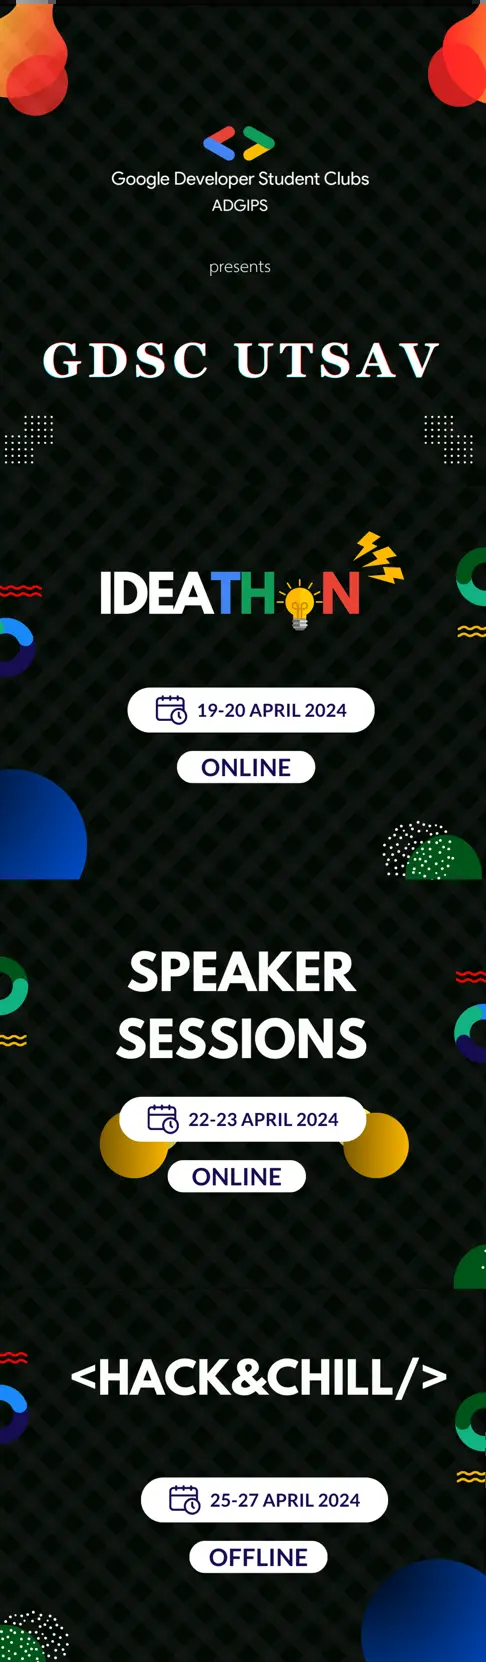 Google Developer Student Clubs
ADGIPS
presents
GDSC UTSAV
IDEATHON
19-20 APRIL 2024
ONLINE
SPEAKER
SESSIONS
22-23 APRIL 2024
ONLINE
<HACK&CHILL/>
25-27 APRIL 2024
OFFLINE